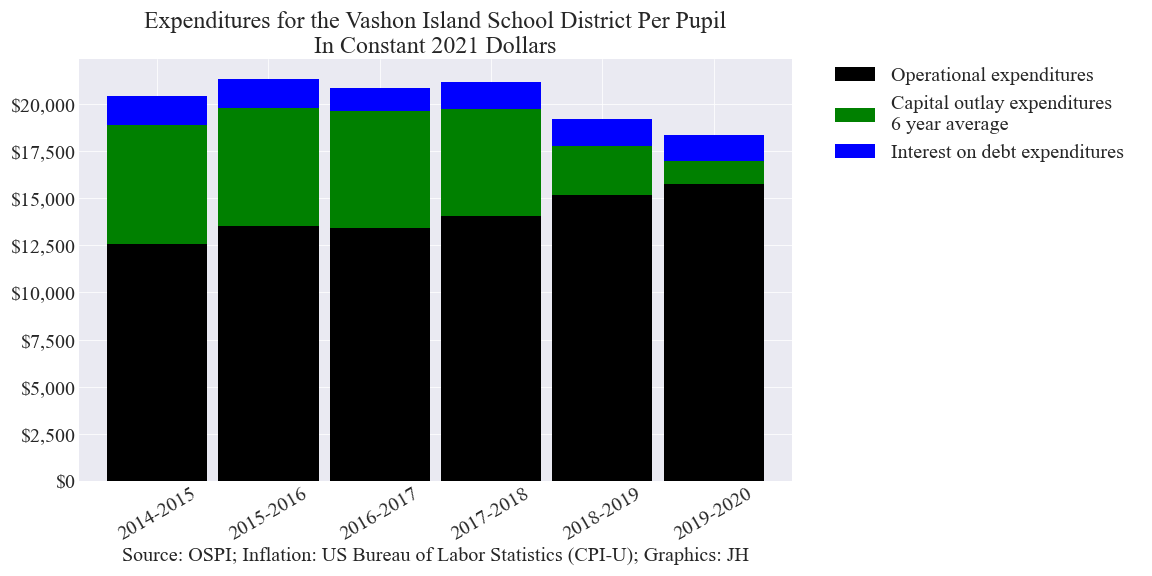 Expenditures for the Vashon Island School District Per Pupil
In Constant 2021 Dollars
$20,000
$17,500
$15,000
$12,500
$10,000
$7,500
$5,000
$2,500
$0
2014-2015
2015-2016
2016-2017
2017-2018
2018-2019
2019-2020
Source: OSPI; Inflation: US Bureau of Labor Statistics (CPI-U); Graphics: JH
Operational expenditures
Capital outlay expenditures
6 year average
Interest on debt expenditures